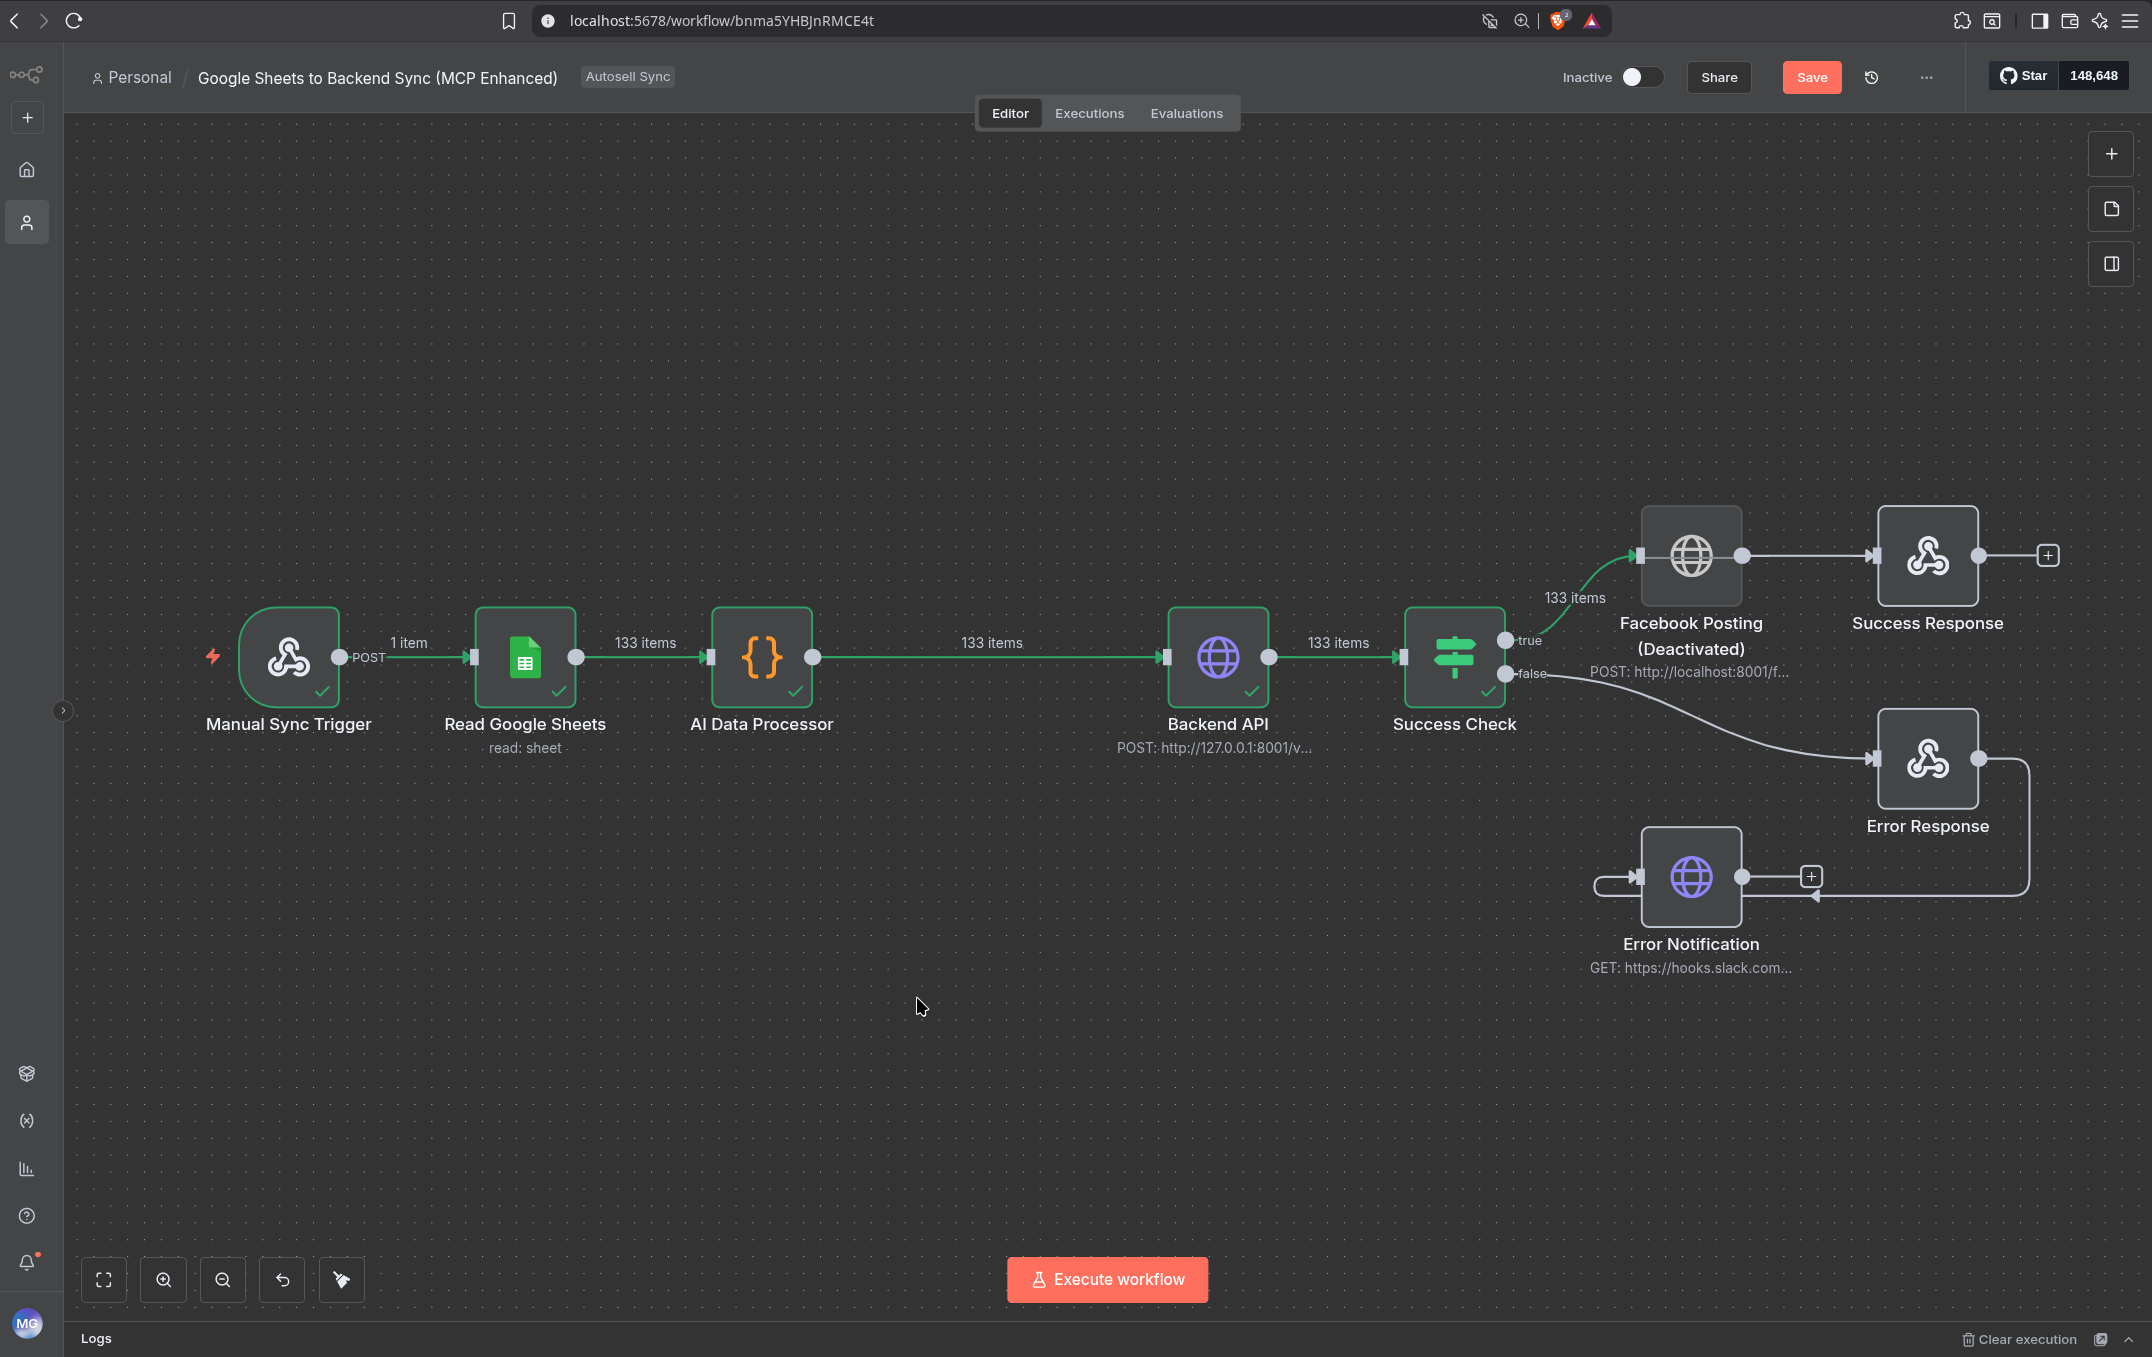 localhost:5678/workflow/bnma5YHBJnRMCE4t
2
Personal / Google Sheets to Backend Sync (MCP Enhanced) Autosell Sync
Inactive Share Save ... Star 148,648
Editor Executions Evaluations
133 items
Facebook Posting
(Deactivated)
POST: http://localhost:8001/f...
Success Response
POST 1 item 133 items 133 items 133 items true
false
Manual Sync Trigger
Read Google Sheets
read: sheet
{}
AI Data Processor
Backend API
POST: http://127.0.0.1:8001/v...
Success Check
Error Response
Error Notification
GET: https://hooks.slack.com...
Execute workflow
MG
Logs
Clear execution